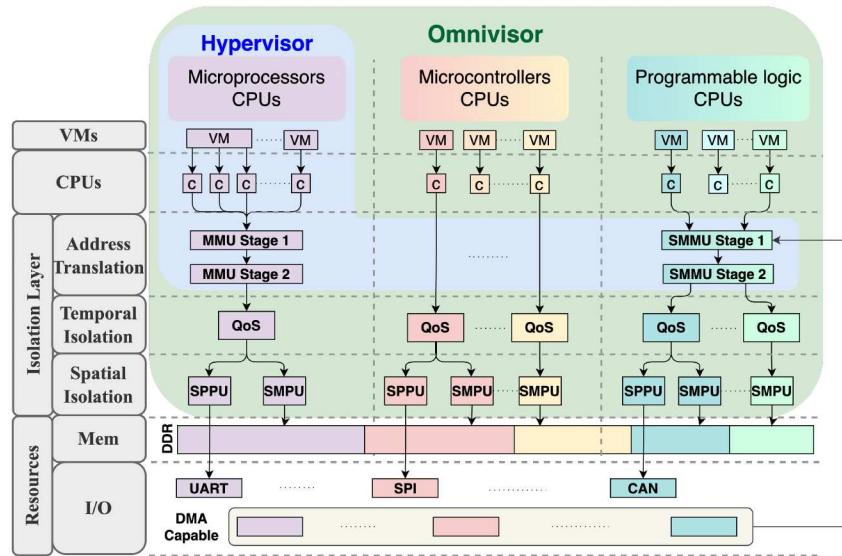 Hypervisor
Omnivisor
Microprocessors
CPUs
Microcontrollers
CPUs
Programmable logic
CPUs
VMs
VM
VM
VM
VM
VM
VM
VM
VM
CPUs
C
C
C
C
C
C
C
C
C
C
Isolation Layer
Address
Translation
MMU Stage 1
SMMU Stage 1
MMU Stage 2
SMMU Stage 2
Temporal
Isolation
QoS
QoS
QoS
QoS
QoS
Spatial
Isolation
SPPU
SMPU
SPPU
SMPU
SMPU
SPPU
SMPU
SMPU
Resources
Mem
DDR
I/O
UART
SPI
CAN
DMA
Capable